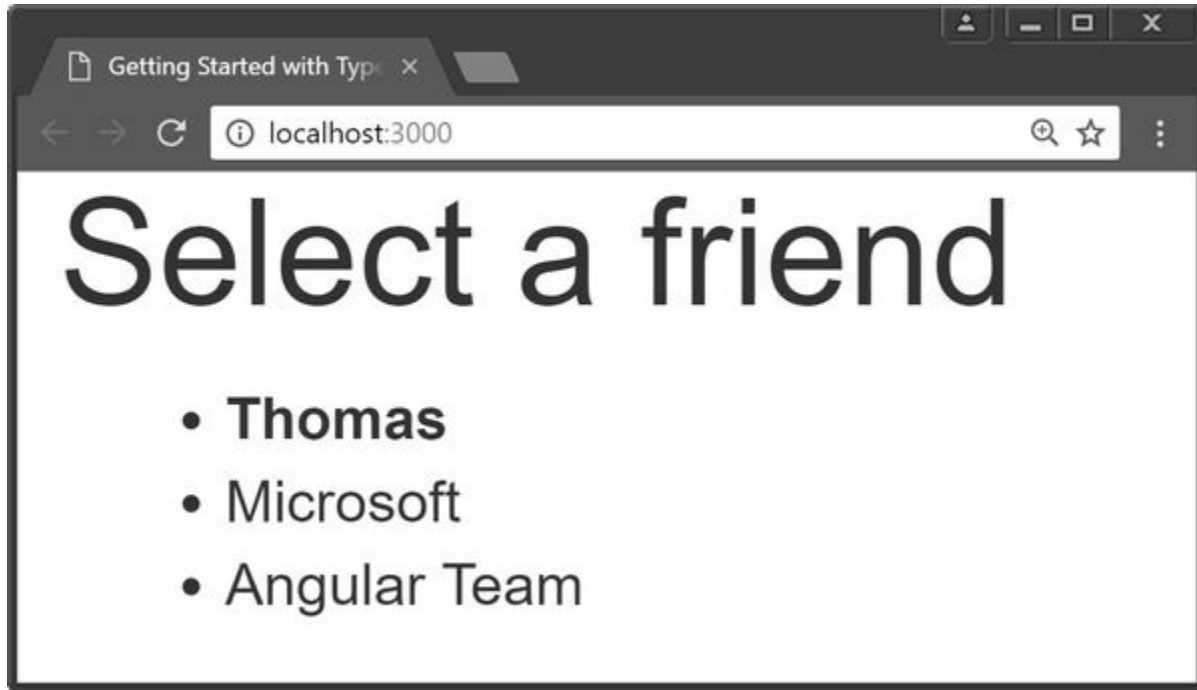 Getting Started with Typ
localhost:3000
Select a friend
• Thomas
• Microsoft
• Angular Team